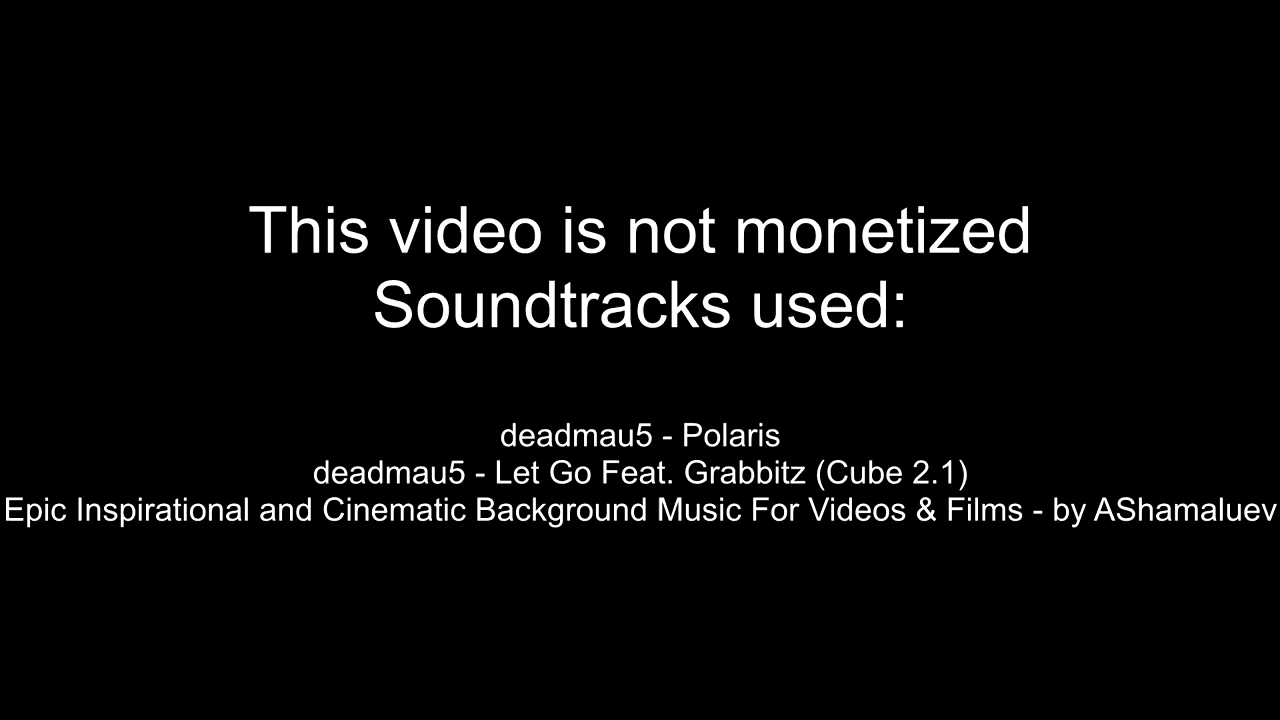 This video is not monetized
Soundtracks used:
deadmau5 - Polaris
deadmau5 - Let Go Feat. Grabbitz (Cube 2.1)
Epic Inspirational and Cinematic Background Music For Videos & Films - by AShamaluev